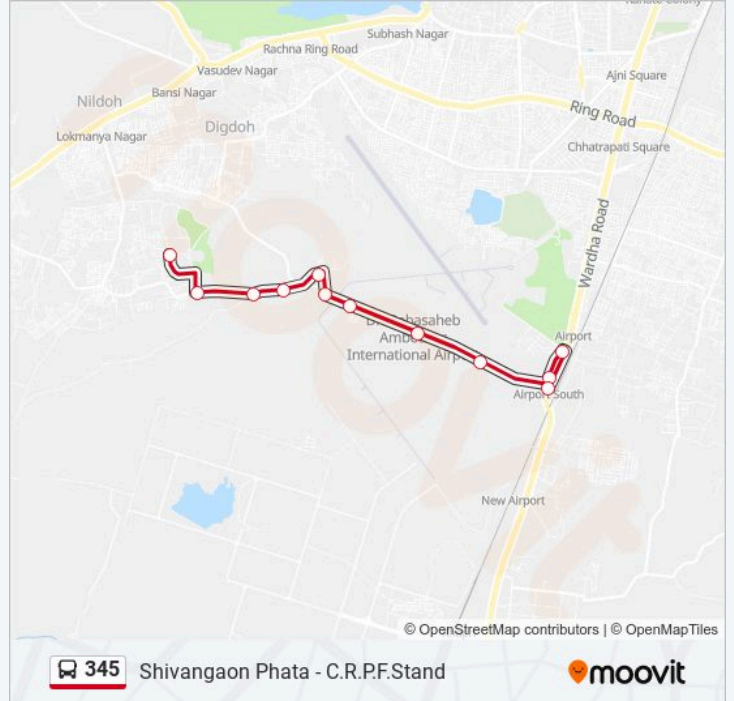 Subhash Nagar
Rachna Ring Road
Vasudev Nagar
Ajni Square
Bansi Nagar
Nildoh
Ring Road
Digdoh
Lokmanya Nagar
Chhatrapati Square
Wardha Road
International
Airport
Airport South
New Airport
© OpenStreetMap contributors | © OpenMapTiles
345 Shivangaon Phata - C.R.P.F.Stand
moovit